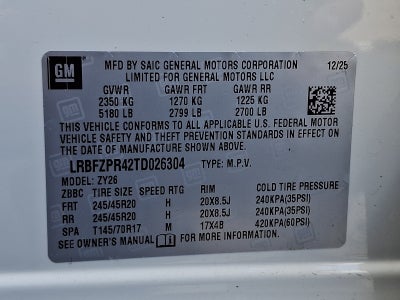 GM
MFD BY SAIC GENERAL MOTORS CORPORATION 12/25
LIMITED FOR GENERAL MOTORS LLC
GVWR GAWR FRT GAWR RR
2350 KG 1270 KG 1225 KG
5180 LB 2799 LB 2700 LB
THIS VEHICLE CONFORMS TO ALL APPLICABLE U.S. FEDERAL MOTOR
VEHICLE SAFETY AND THEFT PREVENTION STANDARDS IN EFFECT ON
THE DATE OF MANUFACTURE SHOWN ABOVE.
LRBFZPR42TD026304 TYPE: M.P.V.
MODEL: ZY26
ZBBC TIRE SIZE SPEED RTG RIM COLD TIRE PRESSURE
FRT 245/45R20 H 20X8.5J 240KPA(35PSI)
RR 245/45R20 H 20X8.5J 240KPA(35PSI)
SPA T145/70R17 M 17X4B 420KPA(60PSI)
SEE OWNER'S MANUAL FOR MORE INFORMATION.